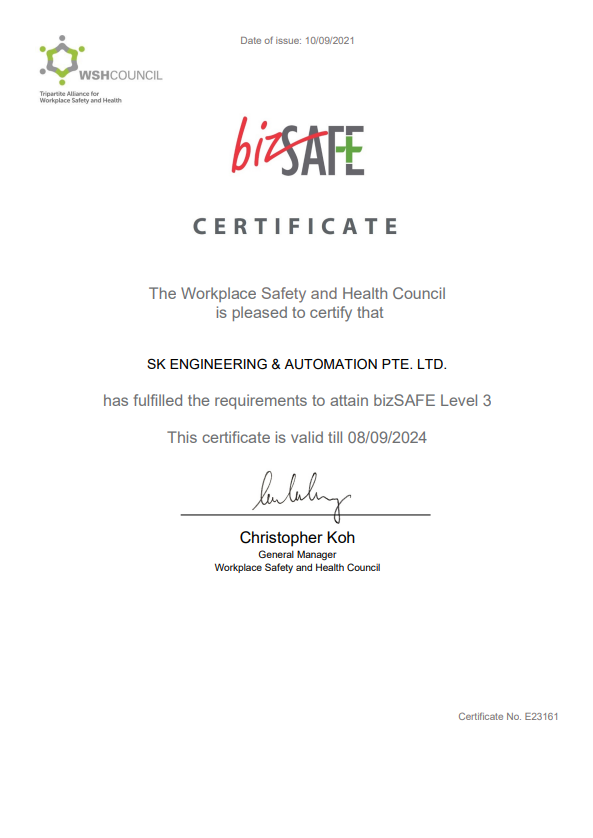 Date of issue: 10/09/2021
WSHCOUNCIL
Tripartite Alliance for
Workplace Safety and Health
bizSAFE
CERTIFICATE
The Workplace Safety and Health Council
is pleased to certify that
SK ENGINEERING & AUTOMATION PTE. LTD.
has fulfilled the requirements to attain bizSAFE Level 3
This certificate is valid till 08/09/2024
Christopher Koh
General Manager
Workplace Safety and Health Council
Certificate No. E23161